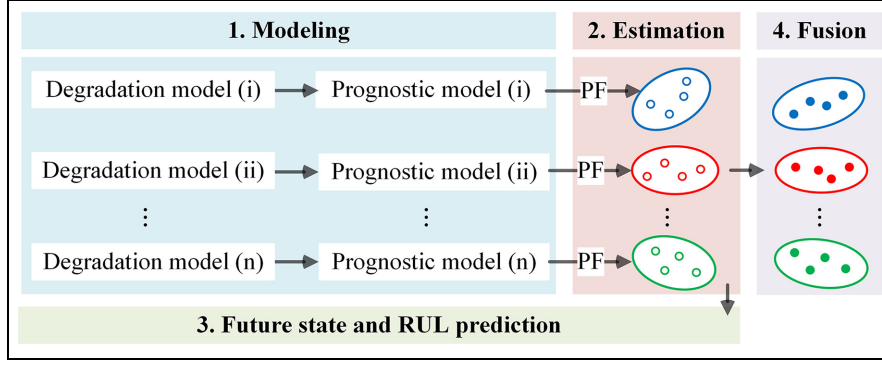 1. Modeling
2. Estimation
4. Fusion
Degradation model (i)
Prognostic model (i)
PF
Degradation model (ii)
Prognostic model (ii)
PF
Degradation model (n)
Prognostic model (n)
PF
3. Future state and RUL prediction